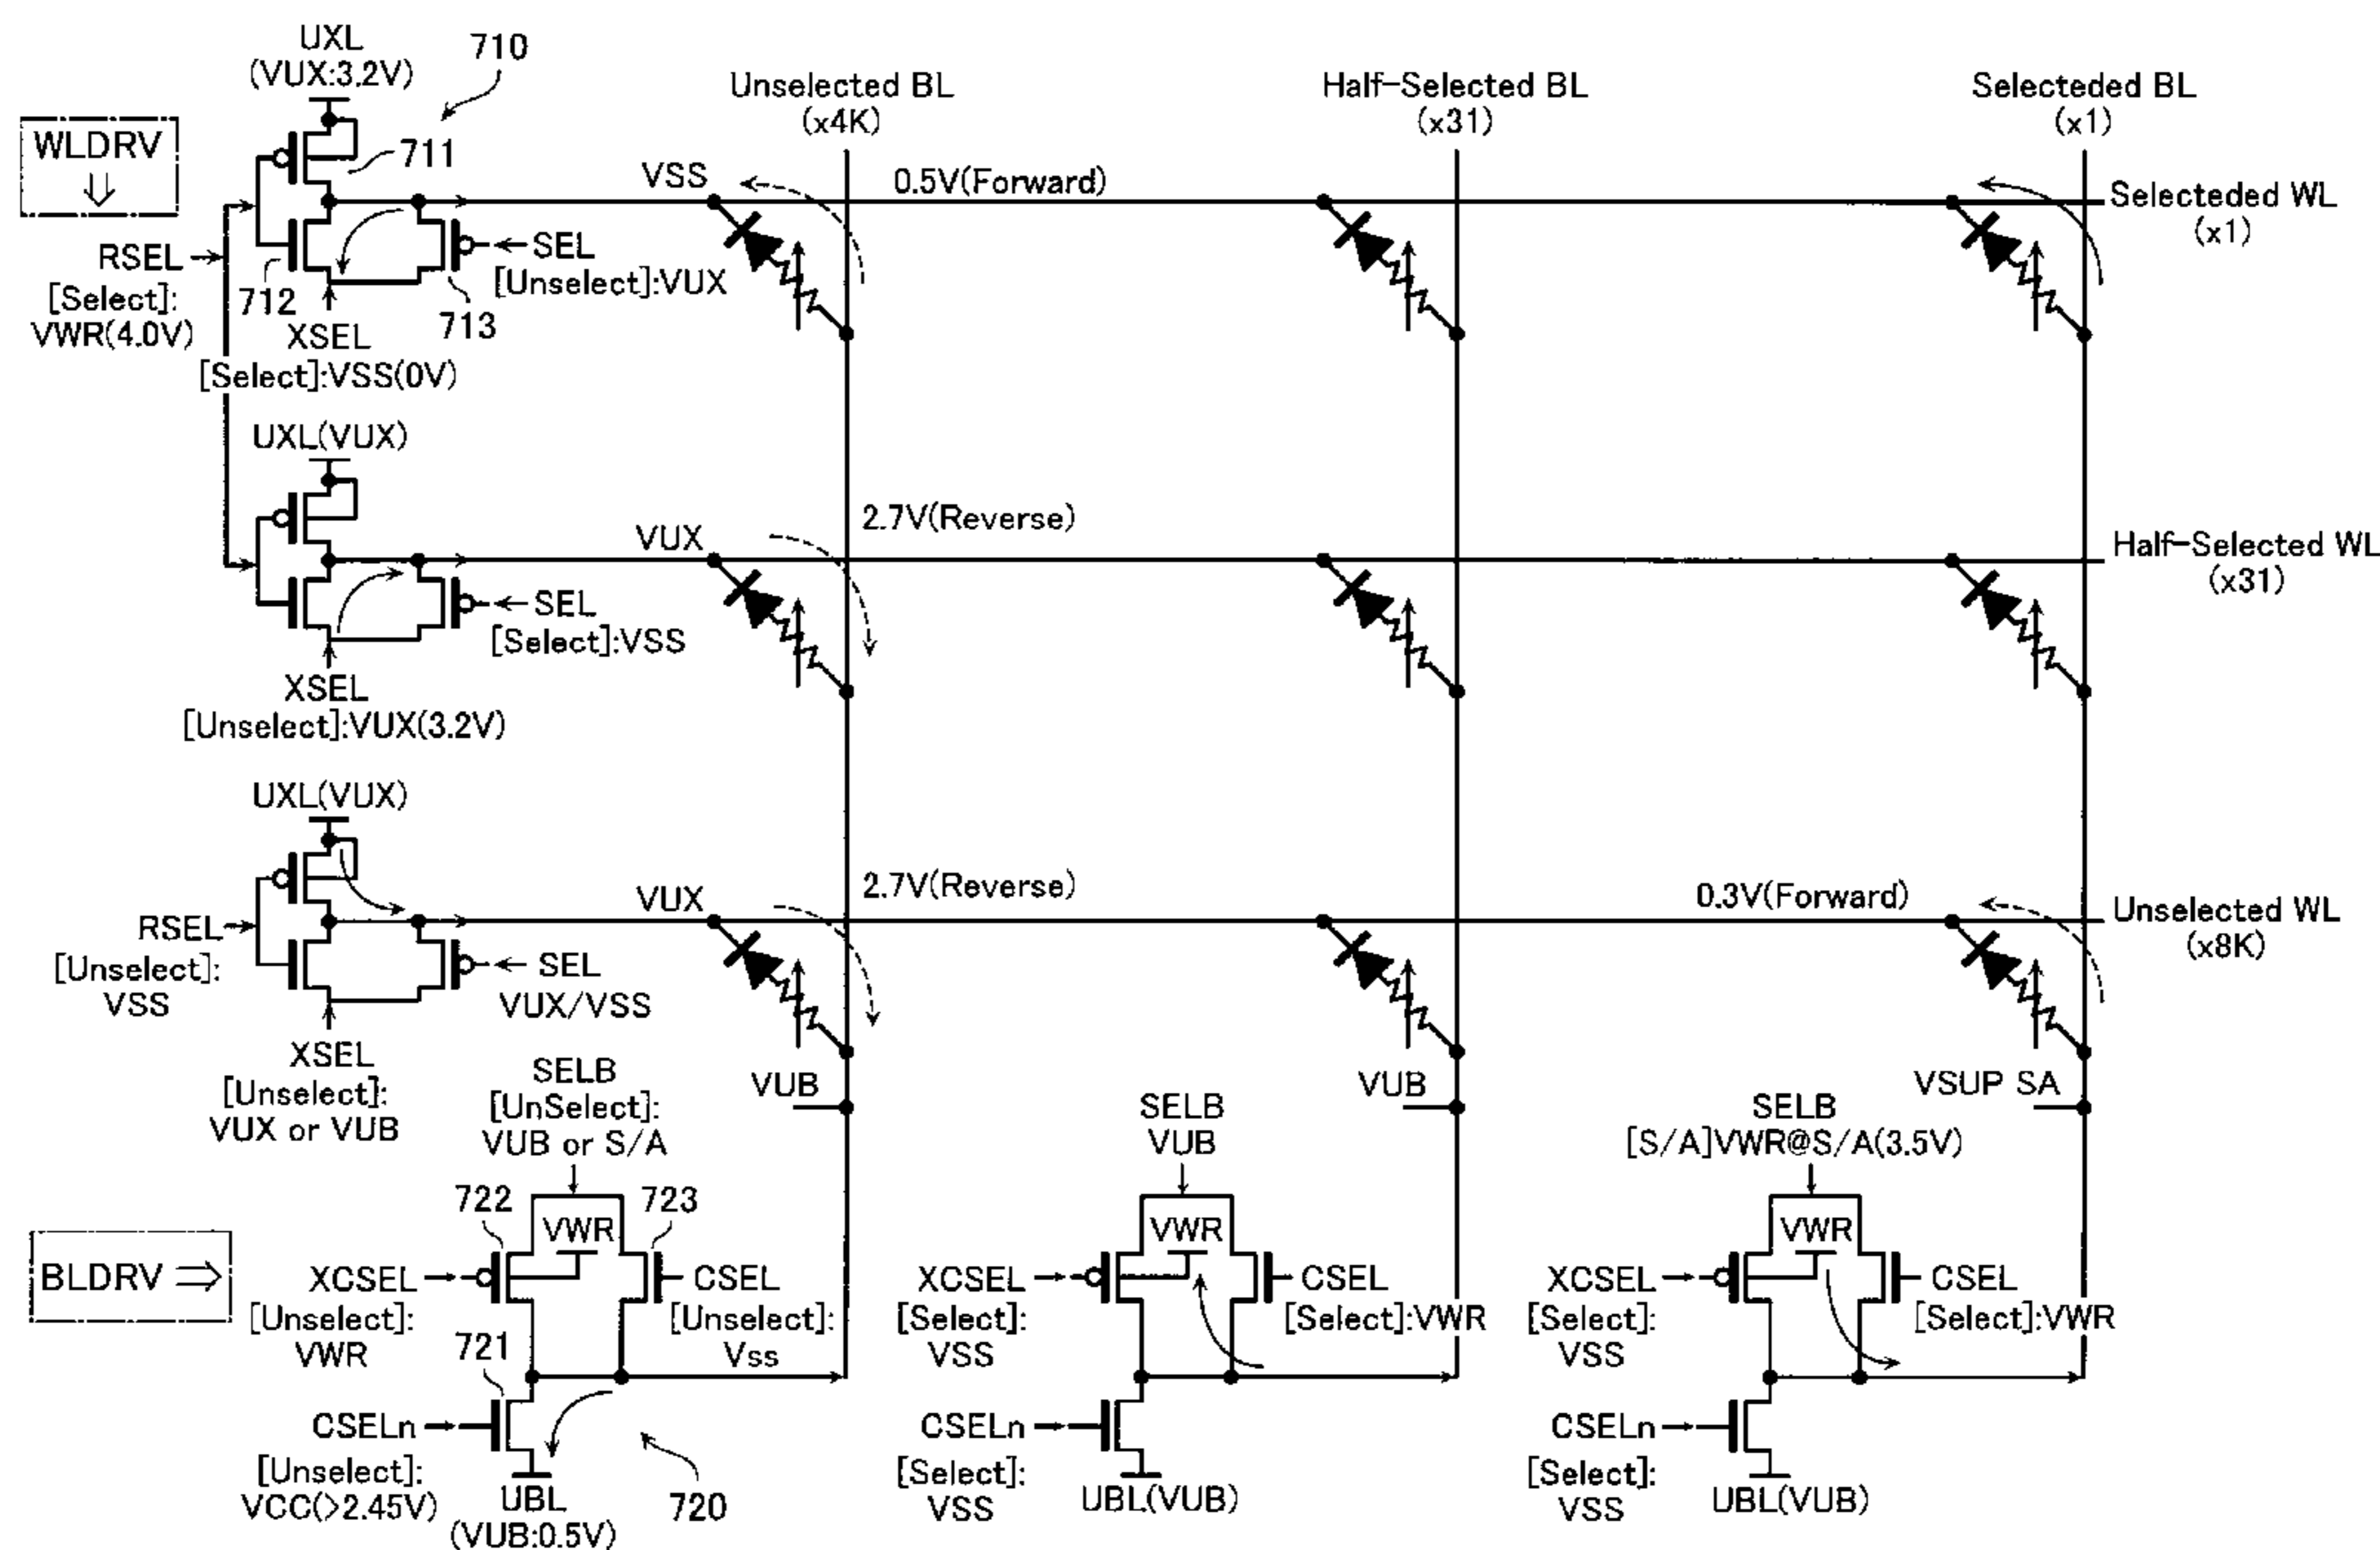 UXL
(VUX:3.2V)
710
Unselected BL
(x4K)
Half-Selected BL
(x31)
Selecteded BL
(x1)
WLDRV
⇓
711
VSS
0.5V(Forward)
Selecteded WL
(x1)
RSEL
[Select]:
VWR(4.0V)
712
SEL
[Unselect]:VUX
713
XSEL
[Select]:VSS(0V)
UXL(VUX)
VUX
2.7V(Reverse)
Half-Selected WL
(x31)
SEL
[Select]:VSS
XSEL
[Unselect]:VUX(3.2V)
UXL(VUX)
VUX
2.7V(Reverse)
0.3V(Forward)
Unselected WL
(x8K)
RSEL
[Unselect]:
VSS
SEL
VUX/VSS
XSEL
[Unselect]:
VUX or VUB
SELB
[UnSelect]:
VUB or S/A
VUB
SELB
VUB
VUB
SELB
[S/A]VWR@S/A(3.5V)
VSUP SA
722
VWR
723
VWR
VWR
BLDRV ⇒
XCSEL
[Unselect]:
VWR
CSEL
[Unselect]:
Vss
XCSEL
[Select]:
VSS
CSEL
[Select]:VWR
XCSEL
[Select]:
VSS
CSEL
[Select]:VWR
721
CSELn
[Unselect]:
VCC(>2.45V)
UBL
(VUB:0.5V)
720
CSELn
[Select]:
VSS
UBL(VUB)
CSELn
[Select]:
VSS
UBL(VUB)